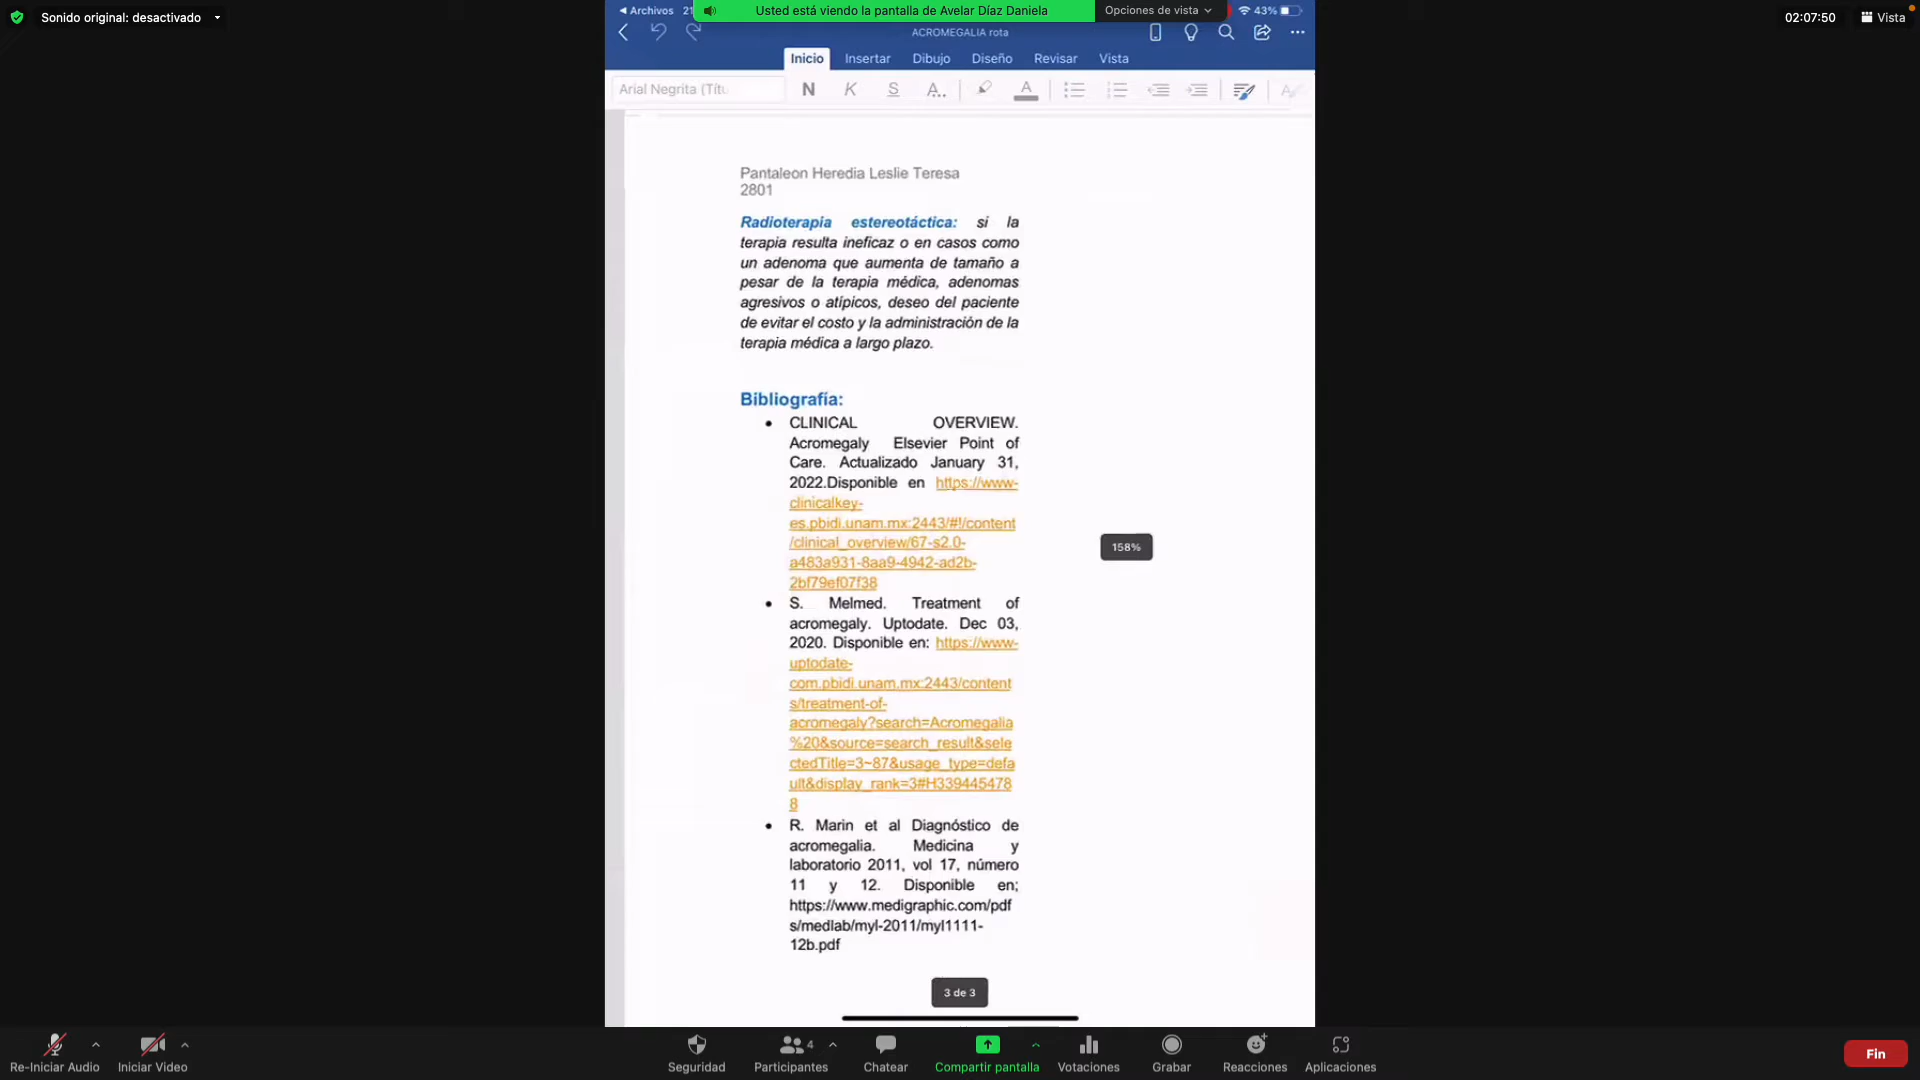 Sonido original: desactivado
Archivos
Usted está viendo la pantalla de Avelar Díaz Daniela
Opciones de vista
43%
02:07:50
Vista
ACROMEGALIA rota
Inicio
Insertar
Dibujo
Diseño
Revisar
Vista
Arial Negrita (Títu
N
K
S
A..
A
Pantaleon Heredia Leslie Teresa
2801
Radioterapia estereotáctica: si la
terapia resulta ineficaz o en casos como
un adenoma que aumenta de tamaño a
pesar de la terapia médica, adenomas
agresivos o atípicos, deseo del paciente
de evitar el costo y la administración de la
terapia médica a largo plazo.
Bibliografía:
• CLINICAL OVERVIEW.
Acromegaly Elsevier Point of
Care. Actualizado January 31,
2022.Disponible en https://www-
clinicalkey-
es.pbidi.unam.mx:2443/#!/content
/clinical_overview/67-s2.0-
a483a931-8aa9-4942-ad2b-
2bf79ef07f38
• S. Melmed. Treatment of
acromegaly. Uptodate. Dec 03,
2020. Disponible en: https://www-
uptodate-
com.pbidi.unam.mx:2443/content
s/treatment-of-
acromegaly?search=Acromegalia
%20&source=search_result&sele
ctedTitle=3~87&usage_type=defa
ult&display_rank=3#H339445478
8
• R. Marin et al Diagnóstico de
acromegalia. Medicina y
laboratorio 2011, vol 17, número
11 y 12. Disponible en;
https://www.medigraphic.com/pdf
s/medlab/myl-2011/myl1111-
12b.pdf
158%
3 de 3
Re-Iniciar Audio
Iniciar Video
Seguridad
Participantes
4
Chatear
Compartir pantalla
Votaciones
Grabar
Reacciones
Aplicaciones
Fin